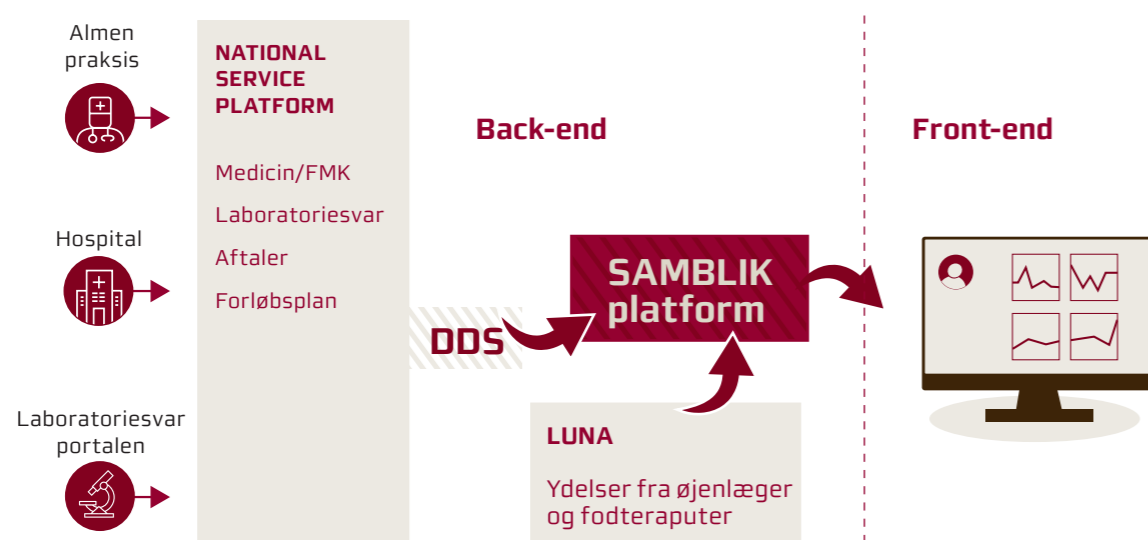 Almen
praksis
Hospital
Laboratoriesvar
portalen
NATIONAL
SERVICE
PLATFORM
Medicin/FMK
Laboratoriesvar
Aftaler
Forløbsplan
Back-end
DDS
SAMBLIK
platform
LUNA
Ydelser fra øjenlæger
og fodteraputer
Front-end